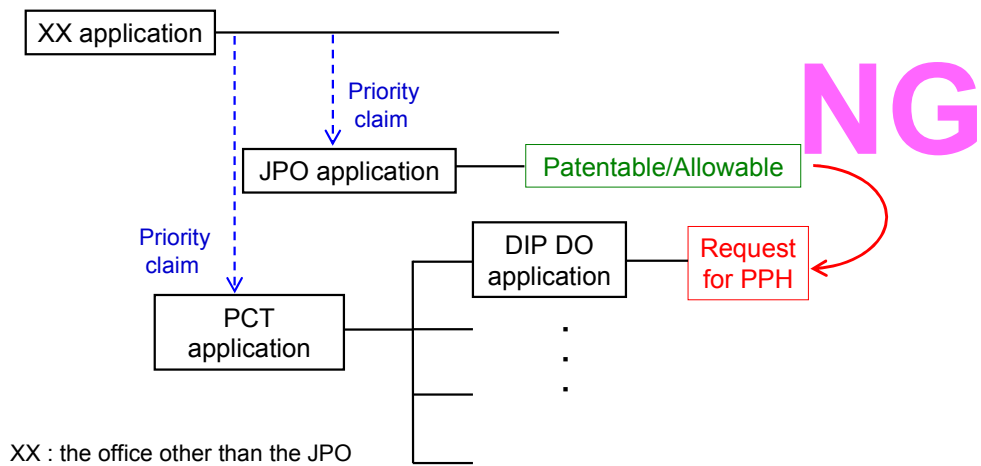 XX application
NG
Priority
claim
JPO application
Patentable/Allowable
Priority
claim
DIP DO
application
Request
for PPH
PCT
application
XX : the office other than the JPO